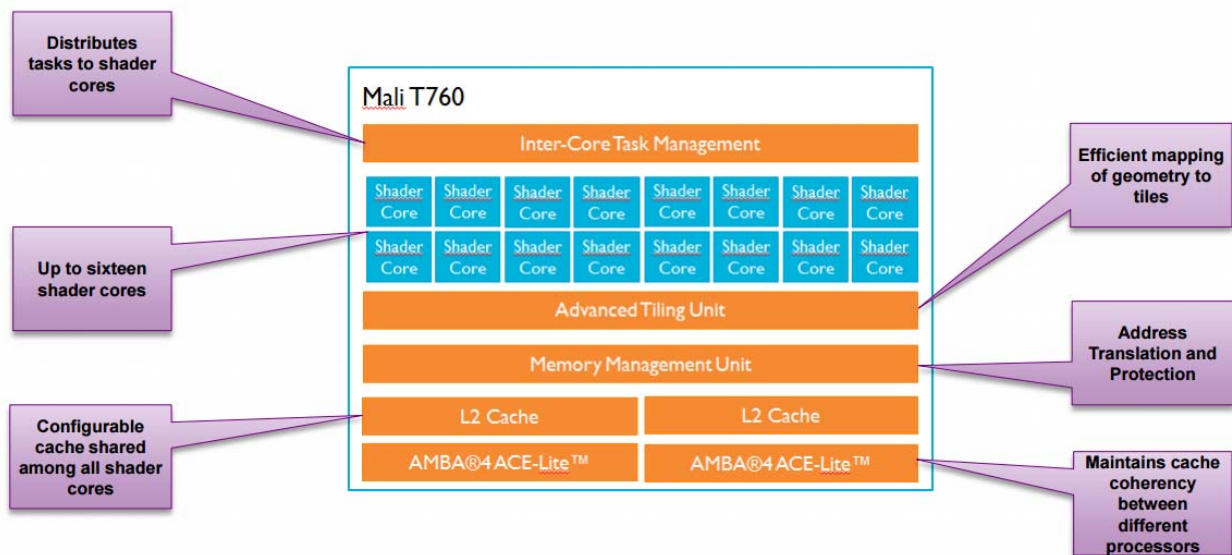 Distributes
tasks to shader
cores
Mali T760
Inter-Core Task Management
Efficient mapping
of geometry to
tiles
Shader Shader Shader Shader Shader Shader Shader Shader
Core Core Core Core Core Core Core Core
Up to sixteen
shader cores
Shader Shader Shader Shader Shader Shader Shader Shader
Core Core Core Core Core Core Core Core
Advanced Tiling Unit
Address
Translation and
Protection
Memory Management Unit
Configurable
cache shared
among all shader
cores
L2 Cache L2 Cache
AMBA®4 ACE-Lite™ AMBA®4 ACE-Lite™
Maintains cache
coherency
between
different
processors